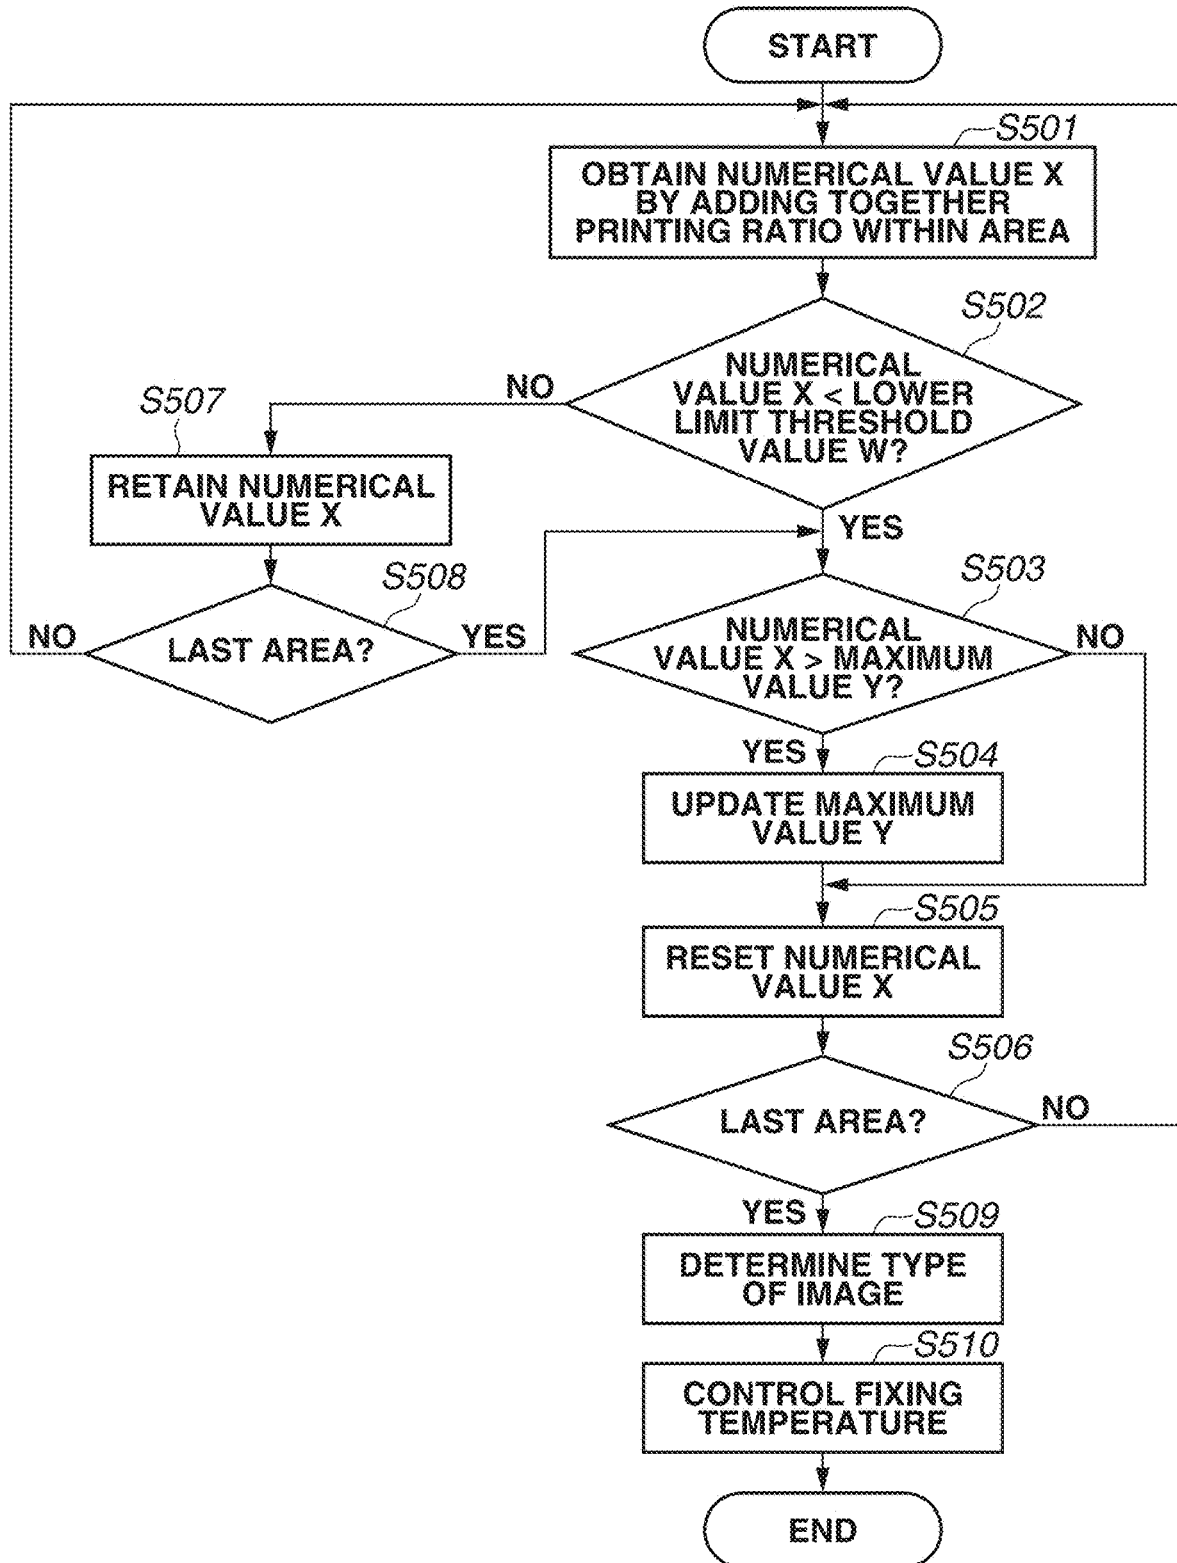 START
S501
OBTAIN NUMERICAL VALUE X
BY ADDING TOGETHER
PRINTING RATIO WITHIN AREA
S502
NUMERICAL
VALUE X < LOWER
LIMIT THRESHOLD
VALUE W?
NO
YES
S507
RETAIN NUMERICAL
VALUE X
S508
LAST AREA?
NO
YES
S503
NUMERICAL
VALUE X > MAXIMUM
VALUE Y?
NO
YES
S504
UPDATE MAXIMUM
VALUE Y
S505
RESET NUMERICAL
VALUE X
S506
LAST AREA?
NO
YES
S509
DETERMINE TYPE
OF IMAGE
S510
CONTROL FIXING
TEMPERATURE
END